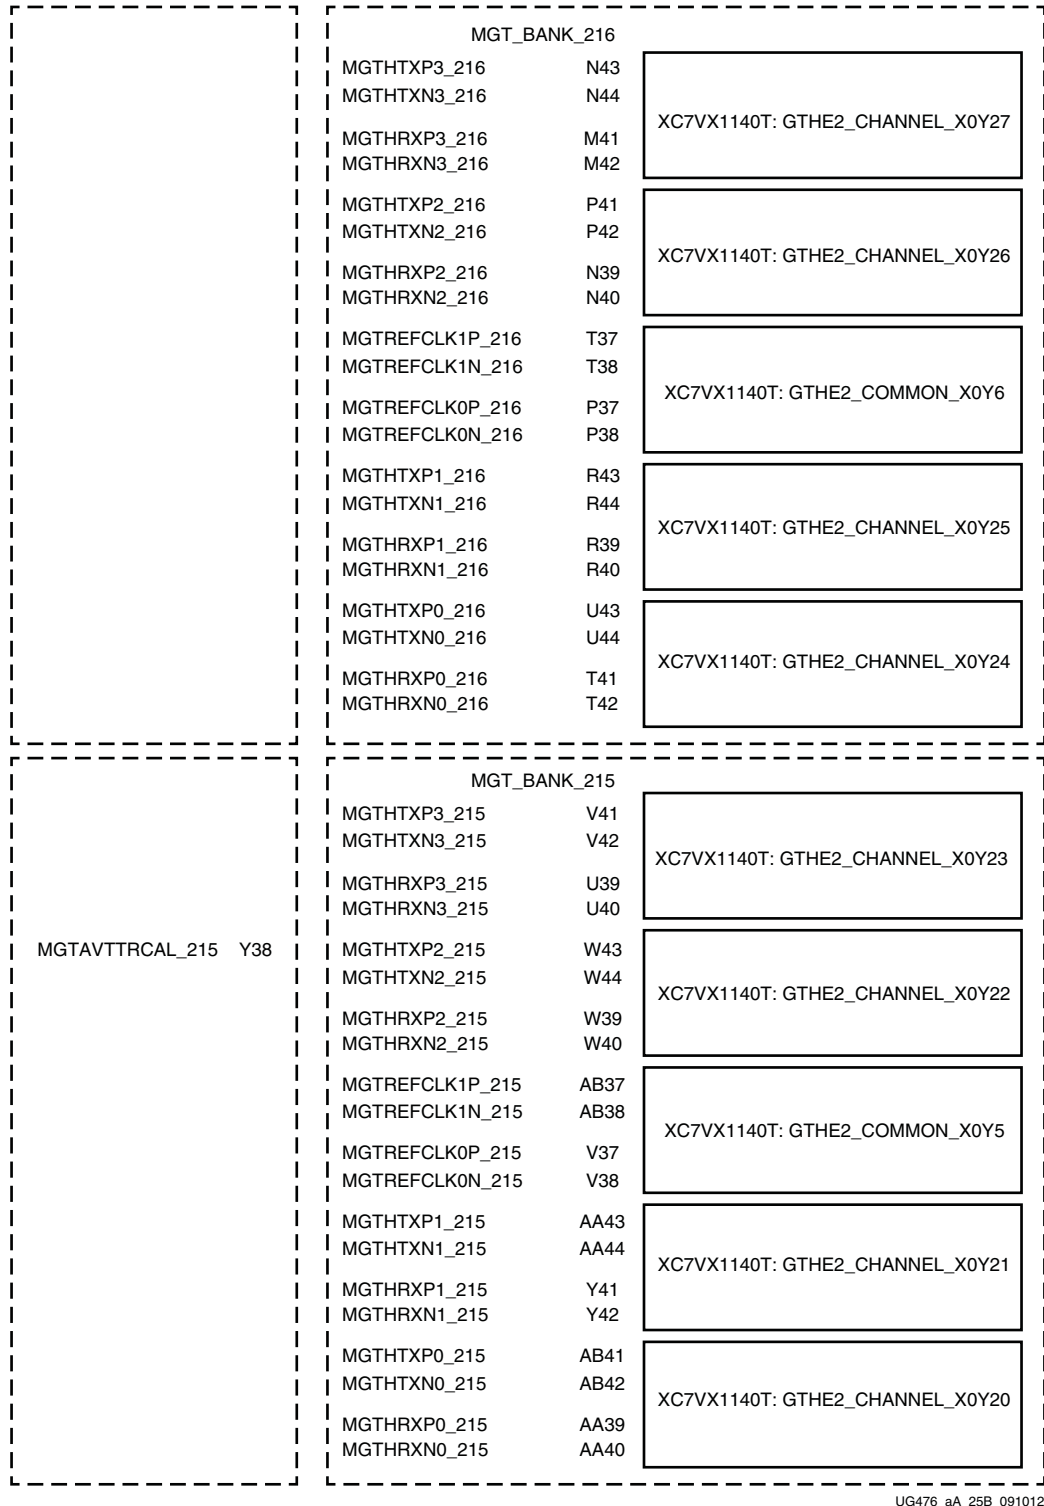 MGT_BANK_216
MGTHTXP3_216 N43
MGTHTXN3_216 N44
XC7VX1140T: GTHE2_CHANNEL_X0Y27
MGTHRXP3_216 M41
MGTHRXN3_216 M42
MGTHTXP2_216 P41
MGTHTXN2_216 P42
XC7VX1140T: GTHE2_CHANNEL_X0Y26
MGTHRXP2_216 N39
MGTHRXN2_216 N40
MGTREFCLK1P_216 T37
MGTREFCLK1N_216 T38
XC7VX1140T: GTHE2_COMMON_X0Y6
MGTREFCLK0P_216 P37
MGTREFCLK0N_216 P38
MGTHTXP1_216 R43
MGTHTXN1_216 R44
XC7VX1140T: GTHE2_CHANNEL_X0Y25
MGTHRXP1_216 R39
MGTHRXN1_216 R40
MGTHTXP0_216 U43
MGTHTXN0_216 U44
XC7VX1140T: GTHE2_CHANNEL_X0Y24
MGTHRXP0_216 T41
MGTHRXN0_216 T42
MGT_BANK_215
MGTHTXP3_215 V41
MGTHTXN3_215 V42
XC7VX1140T: GTHE2_CHANNEL_X0Y23
MGTHRXP3_215 U39
MGTHRXN3_215 U40
MGTAVTTRCAL_215 Y38
MGTHTXP2_215 W43
MGTHTXN2_215 W44
XC7VX1140T: GTHE2_CHANNEL_X0Y22
MGTHRXP2_215 W39
MGTHRXN2_215 W40
MGTREFCLK1P_215 AB37
MGTREFCLK1N_215 AB38
XC7VX1140T: GTHE2_COMMON_X0Y5
MGTREFCLK0P_215 V37
MGTREFCLK0N_215 V38
MGTHTXP1_215 AA43
MGTHTXN1_215 AA44
XC7VX1140T: GTHE2_CHANNEL_X0Y21
MGTHRXP1_215 Y41
MGTHRXN1_215 Y42
MGTHTXP0_215 AB41
MGTHTXN0_215 AB42
XC7VX1140T: GTHE2_CHANNEL_X0Y20
MGTHRXP0_215 AA39
MGTHRXN0_215 AA40
UG476_aA_25B_091012